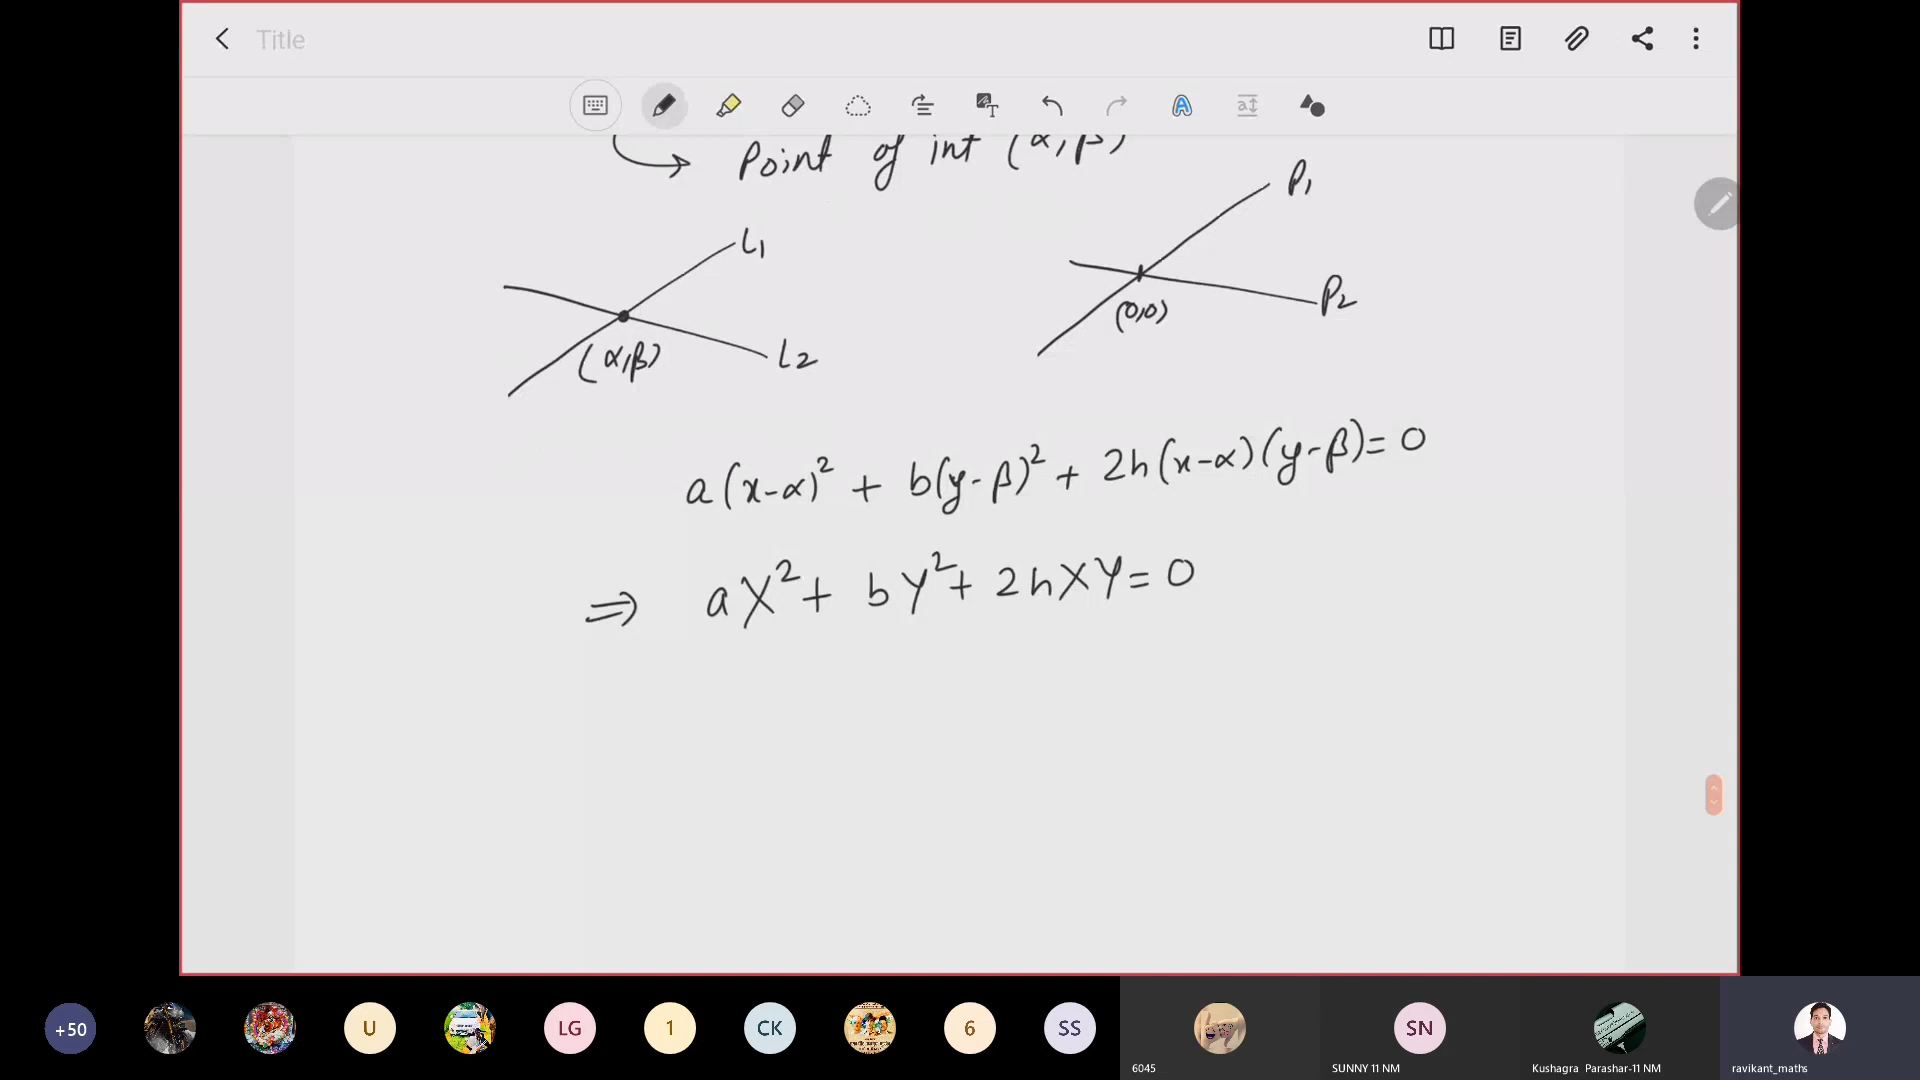 Title
Point of int (α,β)
P₁
L₁
P₂
(0,0)
(α,β)
L₂
a(x-α)² + b(y-β)² + 2h(x-α)(y-β)=0
⇒ aX²+ bY²+ 2hXY=0
+50
U
LG
1
CK
6
SS
SN
6045
SUNNY 11 NM
Kushagra Parashar-11 NM
ravikant_maths